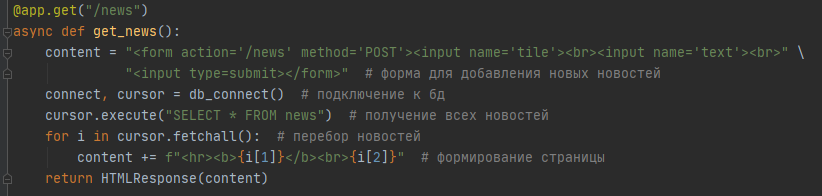 @app.get("/news")
async def get_news():
    content = "<form action='/news' method='POST'><input name='tile'><br><input name='text'><br>" \
              "<input type=submit></form>"  # форма для добавления новых новостей
    connect, cursor = db_connect()  # подключение к бд
    cursor.execute("SELECT * FROM news")  # получение всех новостей
    for i in cursor.fetchall():  # перебор новостей
        content += f"<hr><b>{i[1]}</b><br>{i[2]}"  # формирование страницы
    return HTMLResponse(content)